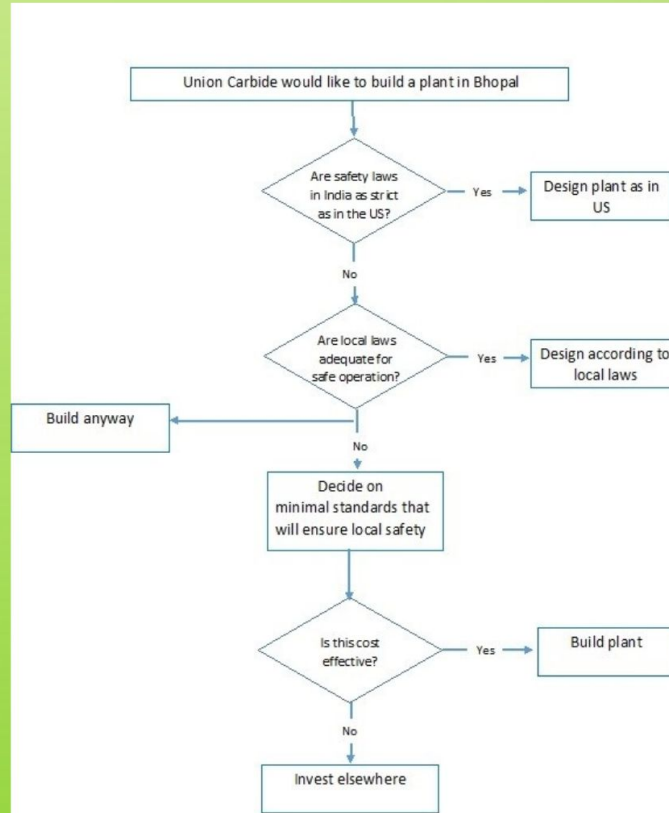 Union Carbide would like to build a plant in Bhopal
Are safety laws
in India as strict
as in the US?
Yes
Design plant as in
US
No
Are local laws
adequate for
safe operation?
Yes
Design according to
local laws
Build anyway
No
Decide on
minimal standards that
will ensure local safety
Is this cost
effective?
Yes
Build plant
No
Invest elsewhere